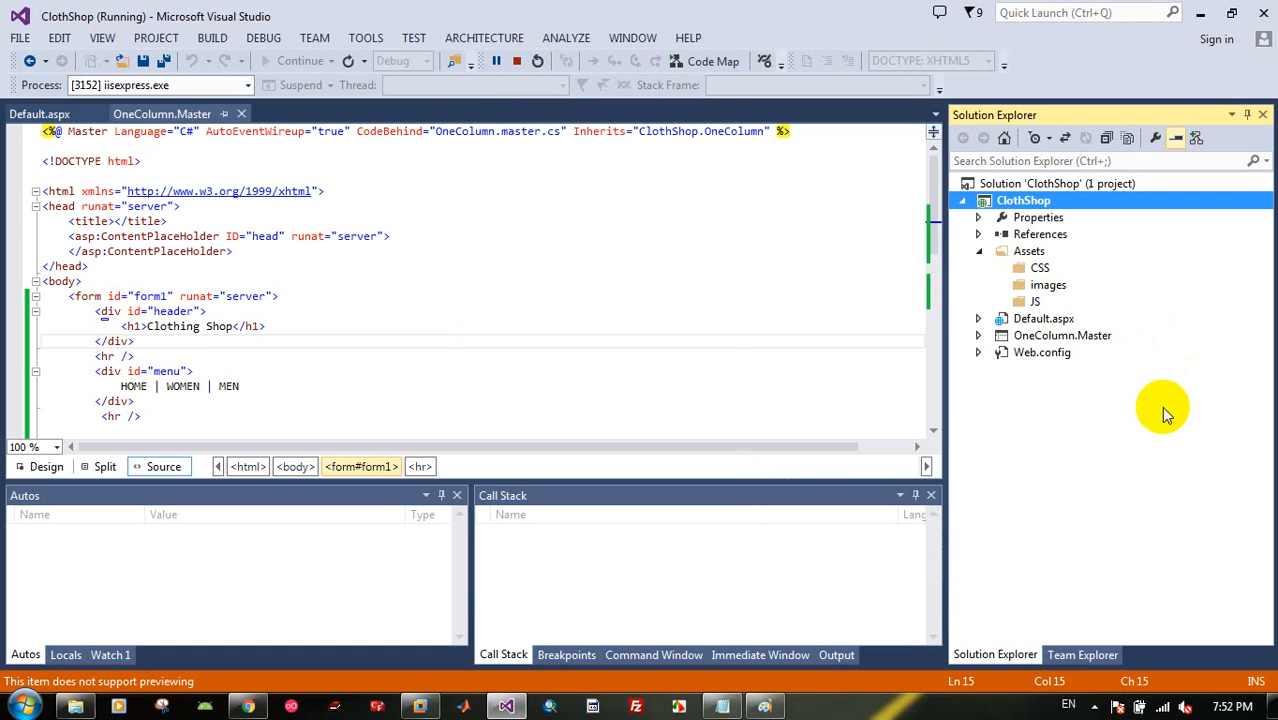 ClothShop (Running) - Microsoft Visual Studio
9
Quick Launch (Ctrl+Q)
FILE EDIT VIEW PROJECT BUILD DEBUG TEAM TOOLS TEST ARCHITECTURE ANALYZE WINDOW HELP
Sign in
Continue Debug Code Map DOCTYPE: XHTML5
Process: [3152] iisexpress.exe Suspend Thread: Stack Frame:
Default.aspx OneColumn.Master
<%@ Master Language="C#" AutoEventWireup="true" CodeBehind="OneColumn.master.cs" Inherits="ClothShop.OneColumn" %>
<!DOCTYPE html>
<html xmlns="http://www.w3.org/1999/xhtml">
<head runat="server">
<title></title>
<asp:ContentPlaceHolder ID="head" runat="server">
</asp:ContentPlaceHolder>
</head>
<body>
<form id="form1" runat="server">
<div id="header">
<h1>Clothing Shop</h1>
</div>
<hr />
<div id="menu">
HOME | WOMEN | MEN
</div>
<hr />
100 %
Design Split Source <html> <body> <form#form1> <hr>
Solution Explorer
Search Solution Explorer (Ctrl+;)
Solution 'ClothShop' (1 project)
ClothShop
Properties
References
Assets
CSS
images
JS
Default.aspx
OneColumn.Master
Web.config
Autos
Name Value Type
Call Stack
Name Lang
Autos Locals Watch 1
Call Stack Breakpoints Command Window Immediate Window Output
Solution Explorer Team Explorer
This item does not support previewing Ln 15 Col 15 Ch 15 INS
EN 7:52 PM